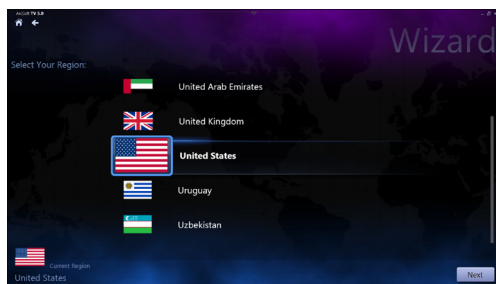 ArcSoft TV 5.0
Wizard
Select Your Region:
United Arab Emirates
United Kingdom
United States
Uruguay
Uzbekistan
Current Region
United States
Next